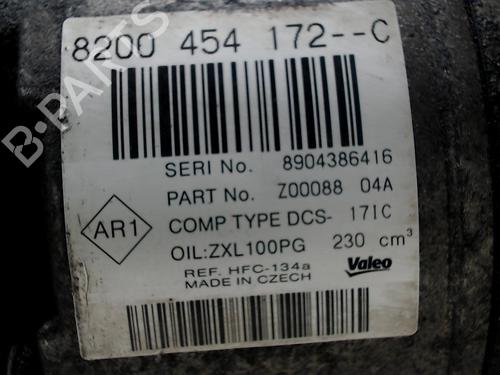 8200 454 172--C
SERI No. 8904386416
PART No. Z00088 04A
AR1
COMP TYPE DCS- 17IC
OIL:ZXL100PG 230 cm³
REF. HFC-134a
MADE IN CZECH
Valeo
B-PARTS